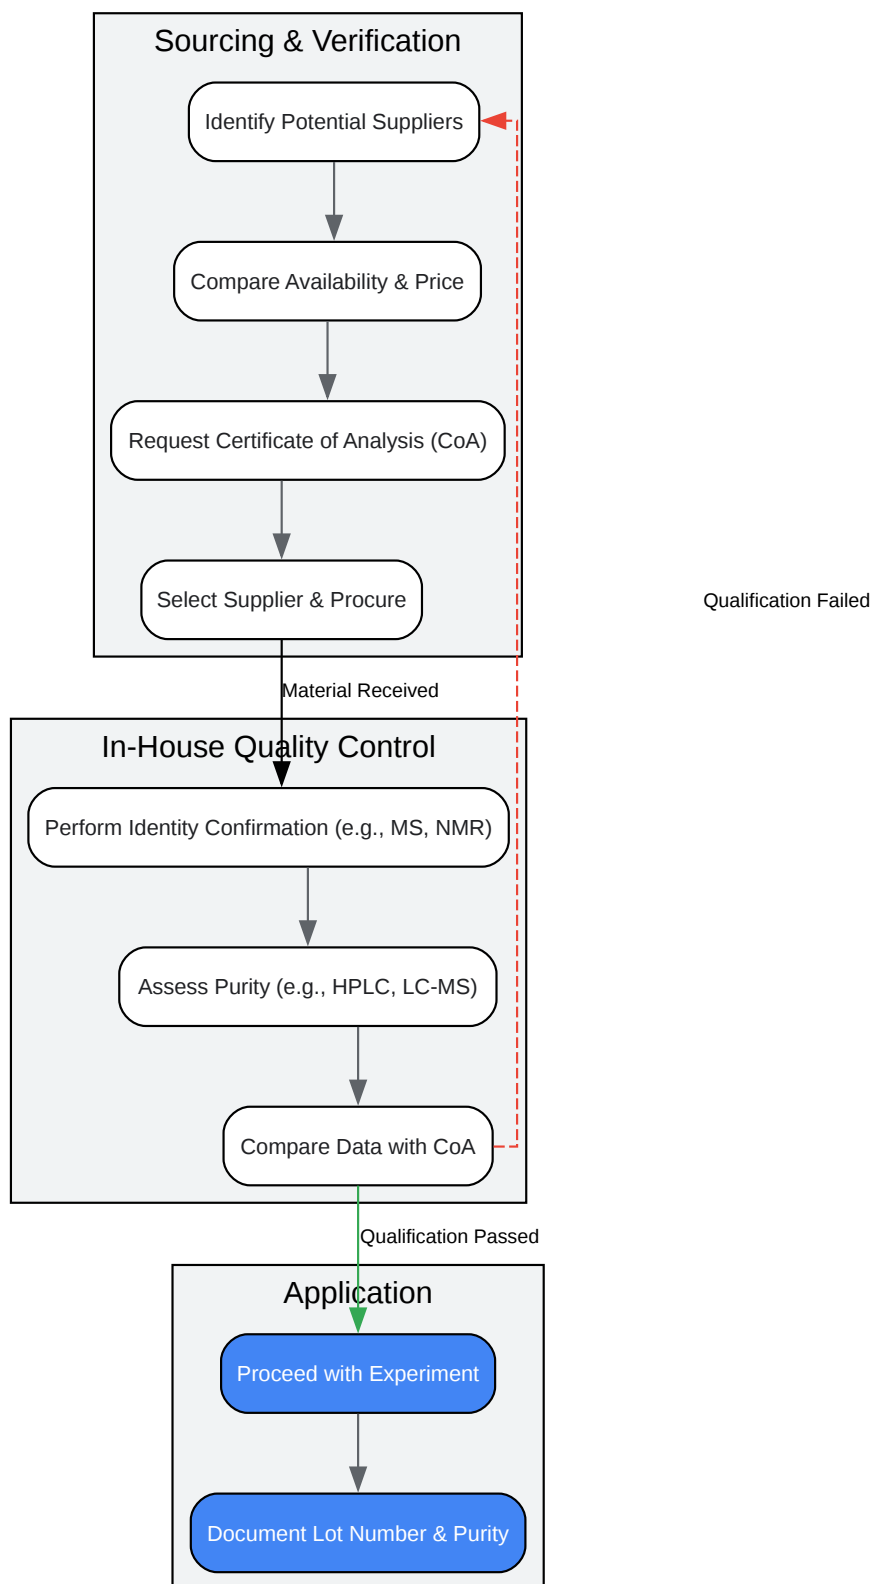 Sourcing & Verification
Identify Potential Suppliers
Compare Availability & Price
Request Certificate of Analysis (CoA)
Select Supplier & Procure
Qualification Failed
Material Received
In-House Quality Control
Perform Identity Confirmation (e.g., MS, NMR)
Assess Purity (e.g., HPLC, LC-MS)
Compare Data with CoA
Qualification Passed
Application
Proceed with Experiment
Document Lot Number & Purity